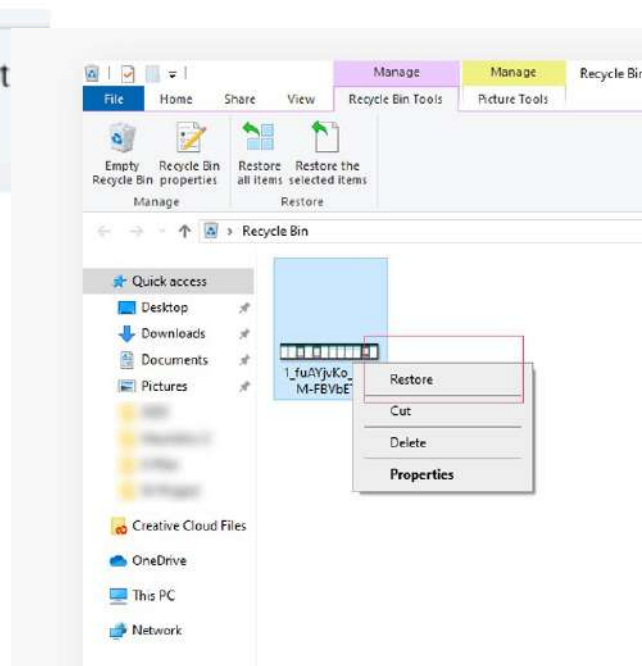 t
Manage Manage Recycle Bin
File Home Share View Recycle Bin Tools Picture Tools
Empty Recycle Bin Restore Restore the
Recycle Bin properties all items selected items
Manage Restore
Recycle Bin
Quick access
Desktop
Downloads
Documents
Pictures
1_fuAYjvKo_
M-FBVbE
Restore
Cut
Delete
Properties
Creative Cloud Files
OneDrive
This PC
Network